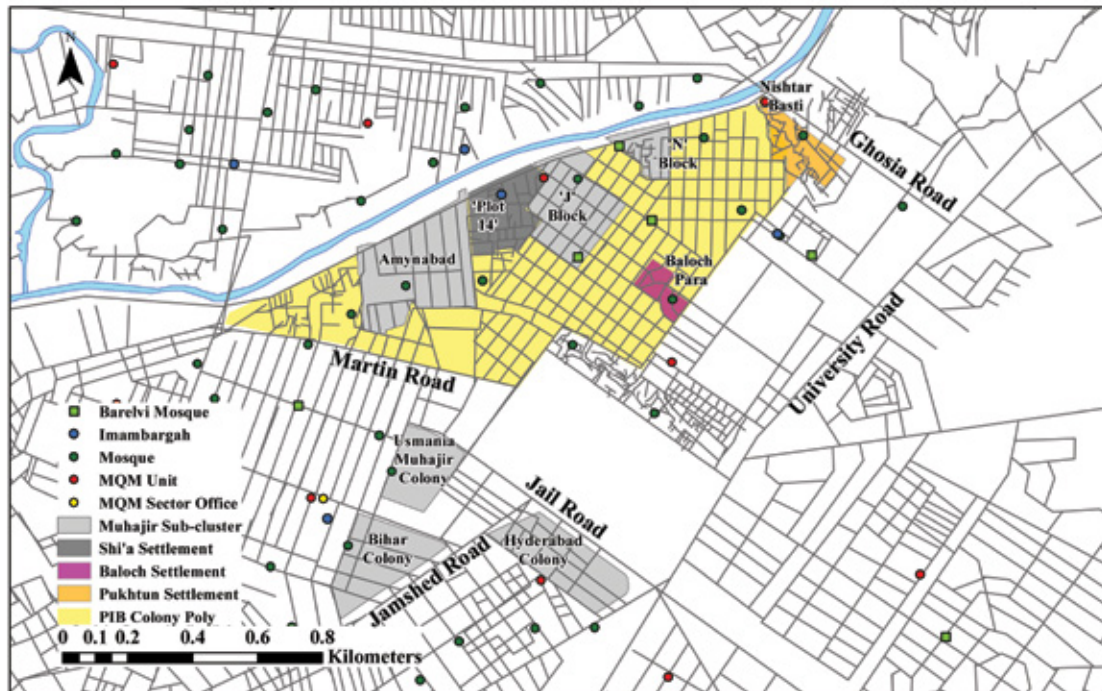 N
Nishtar
Basti
Ghosia Road
'N'
Block
'Plot
14'
'J'
Block
Amynabad
Baloch
Para
University Road
Martin Road
Usmania
Muhajir
Colony
Jail Road
Bihar
Colony
Hyderabad
Colony
Jamshed Road
Barelvi Mosque
Imambargah
Mosque
MQM Unit
MQM Sector Office
Muhajir Sub-cluster
Shi'a Settlement
Baloch Settlement
Pukhtun Settlement
PIB Colony Poly
0 0.1 0.2 0.4 0.6 0.8
Kilometers